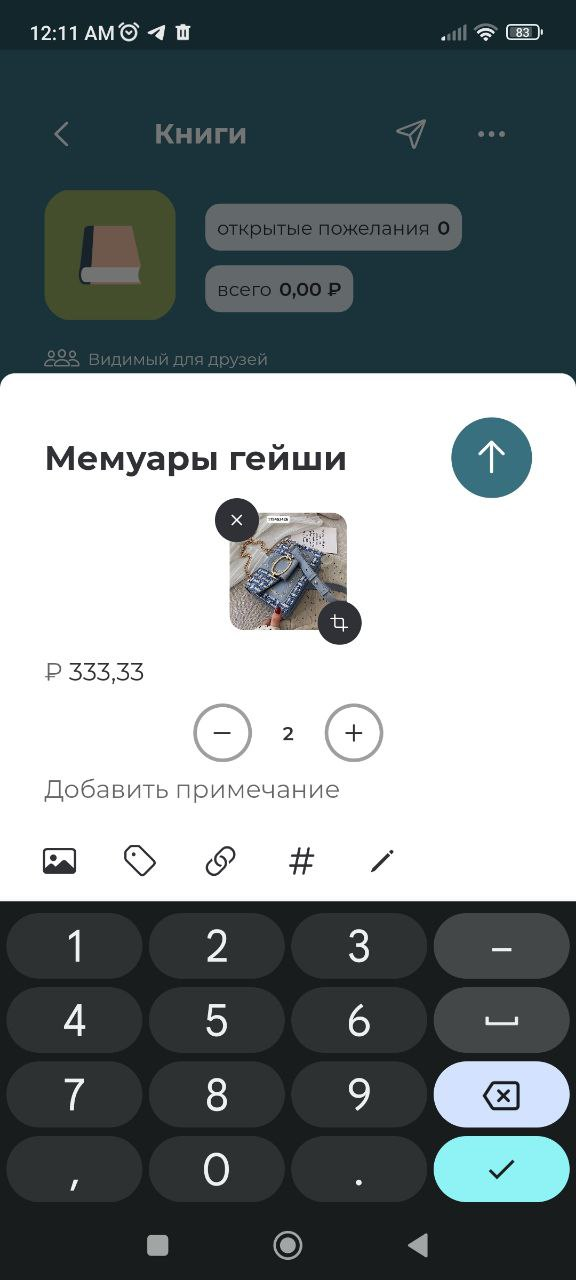 12:11 AM 83
Книги
открытые пожелания 0
всего 0,00 ₽
Видимый для друзей
Мемуары гейши
₽ 333,33
2
Добавить примечание
1 2 3 –
4 5 6
7 8 9
, 0 .